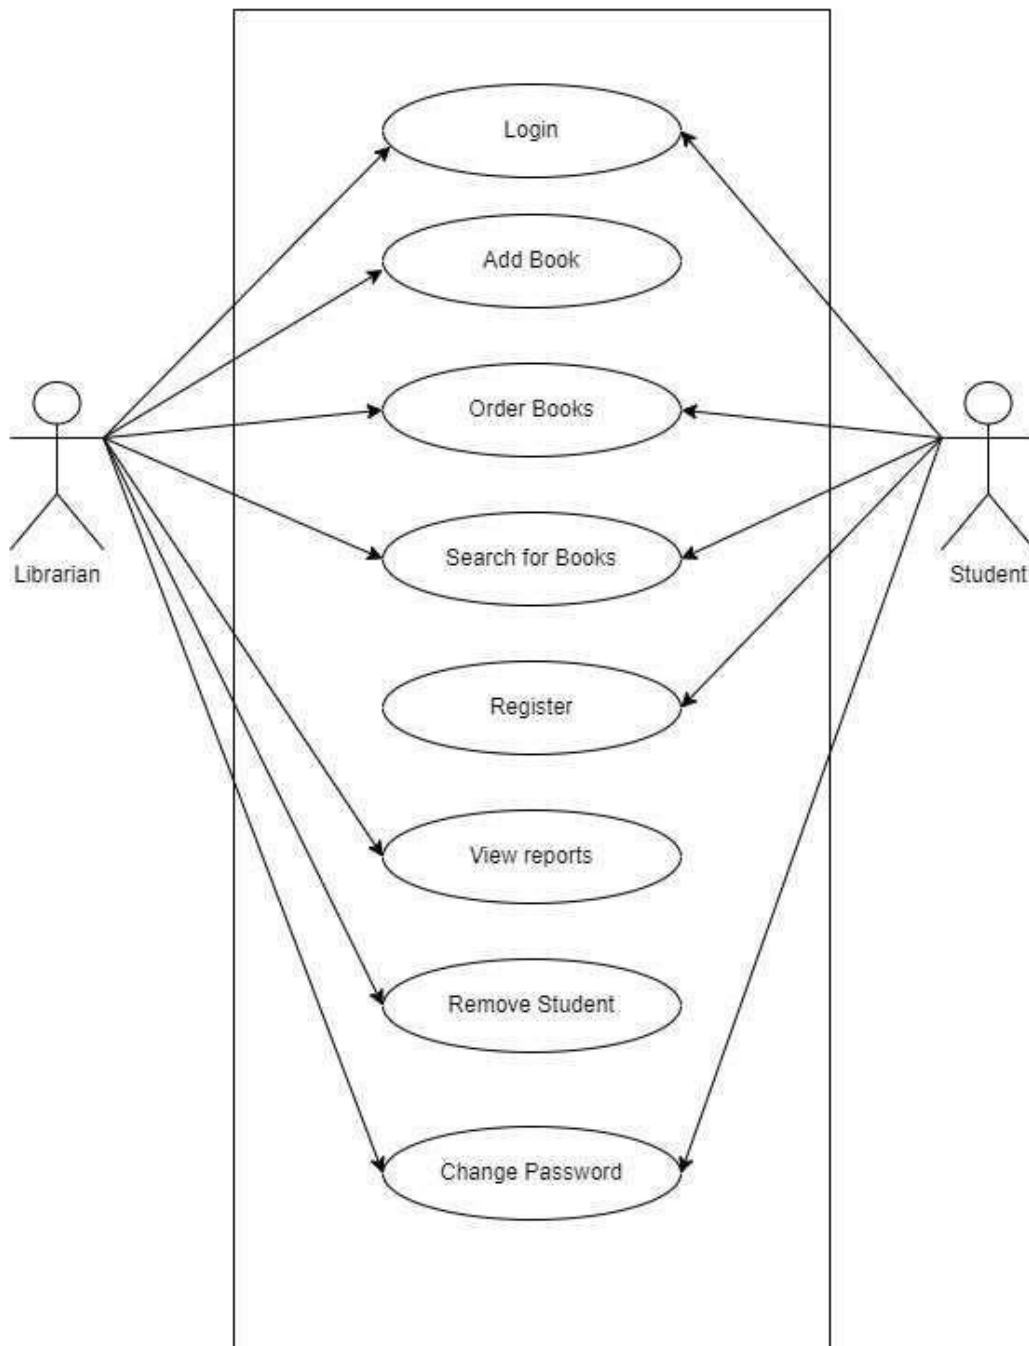 Login
Add Book
Order Books
Search for Books
Librarian
Student
Register
View reports
Remove Student
Change Password